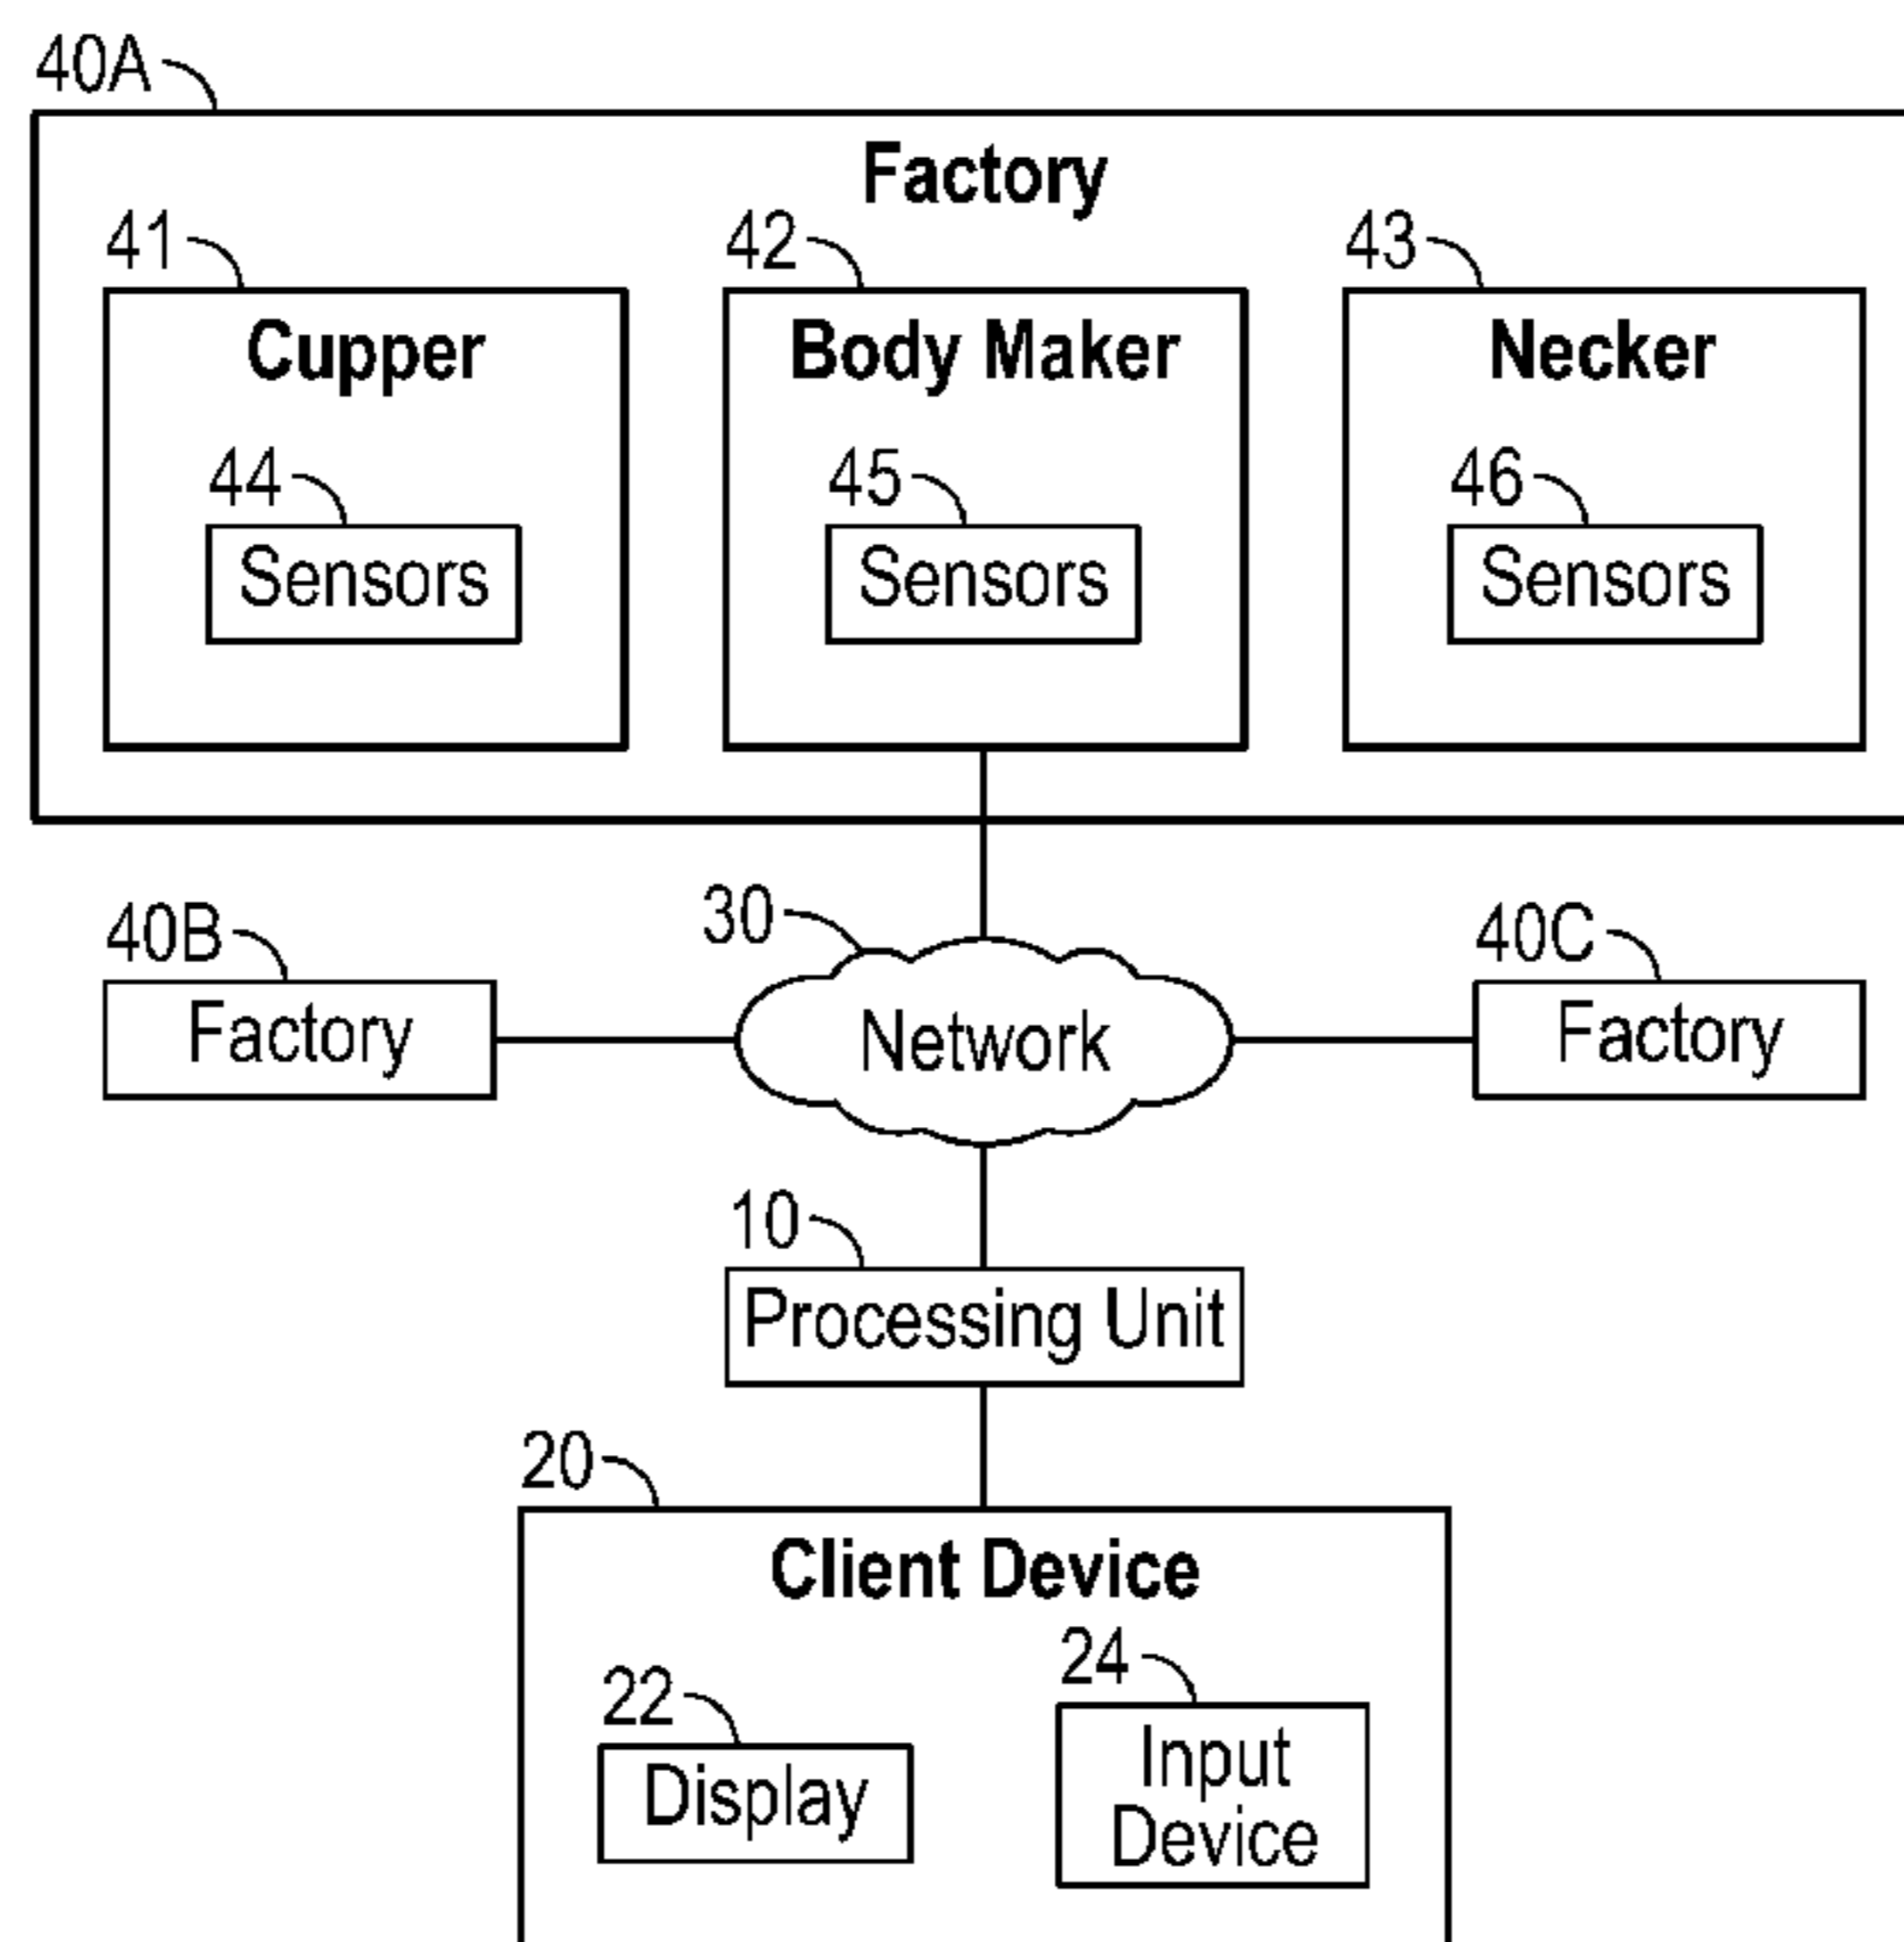 40A
Factory
41
42
43
Cupper
Body Maker
Necker
44
45
46
Sensors
Sensors
Sensors
30
40B
40C
Factory
Network
Factory
10
Processing Unit
20
Client Device
24
22
Input
Display
Device